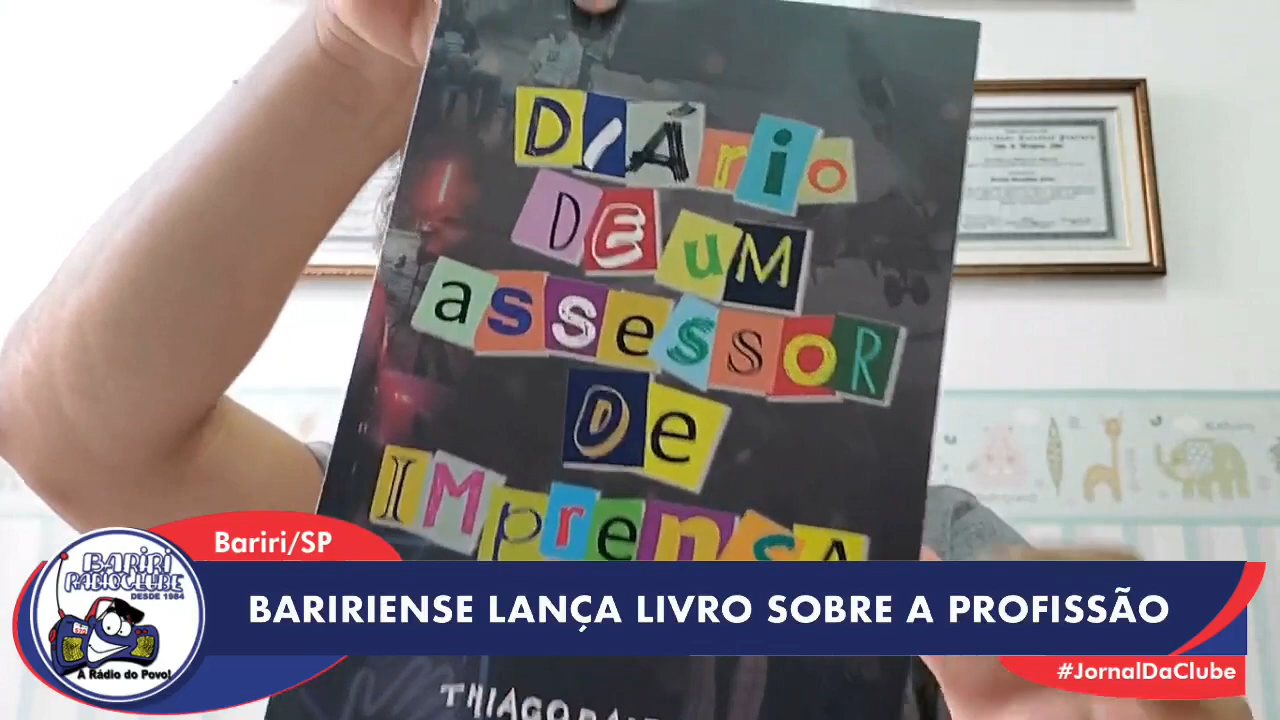 DIÁrio
DE uM
assessOR
De
IMprensA
Bariri/SP
BARIRI
RADIOCLUBE
DESDE 1984
A Rádio do Povo!
BARIRIENSE LANÇA LIVRO SOBRE A PROFISSÃO
#JornalDaClube
THIAGO